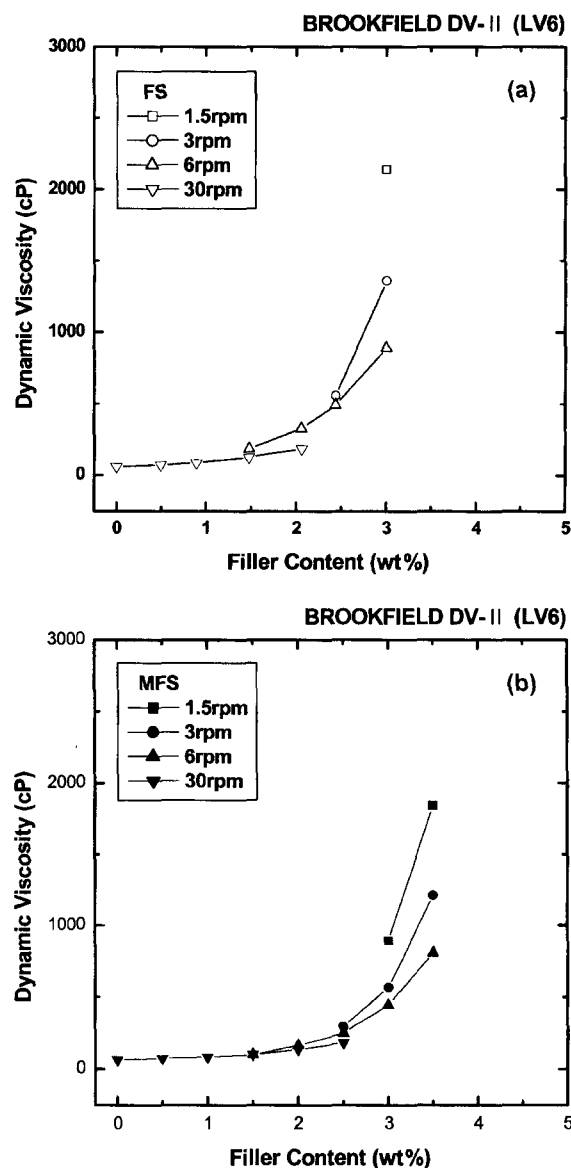 BROOKFIELD DV-II (LV6)
3000
2000
1000
0
Dynamic Viscosity (cP)
FS
1.5rpm
3rpm
6rpm
30rpm
(a)
0 1 2 3 4 5
Filler Content (wt%)
BROOKFIELD DV-II (LV6)
3000
2000
1000
0
Dynamic Viscosity (cP)
MFS
1.5rpm
3rpm
6rpm
30rpm
(b)
0 1 2 3 4 5
Filler Content (wt%)